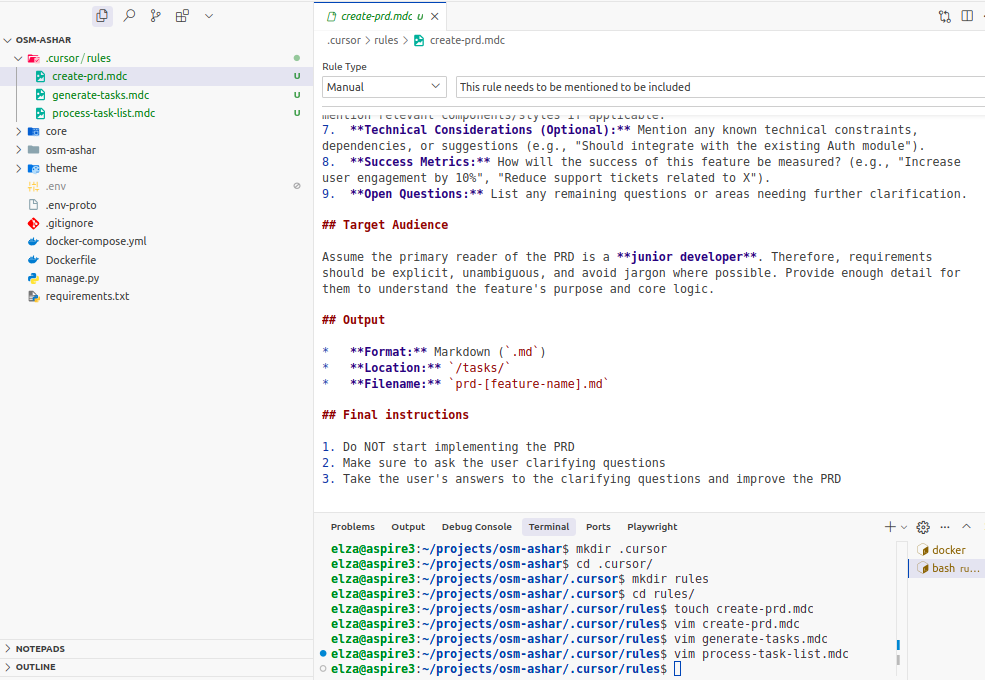 create-prd.mdc U
OSM-ASHAR
.cursor / rules
create-prd.mdc U
generate-tasks.mdc U
process-task-list.mdc U
core
osm-ashar
theme
.env
.env-proto
.gitignore
docker-compose.yml
Dockerfile
manage.py
requirements.txt
NOTEPADS
OUTLINE
.cursor > rules > create-prd.mdc
Rule Type
Manual
This rule needs to be mentioned to be included
mention relevant components/styles if applicable.
7.  **Technical Considerations (Optional):** Mention any known technical constraints,
dependencies, or suggestions (e.g., "Should integrate with the existing Auth module").
8.  **Success Metrics:** How will the success of this feature be measured? (e.g., "Increase
user engagement by 10%", "Reduce support tickets related to X").
9.  **Open Questions:** List any remaining questions or areas needing further clarification.
## Target Audience
Assume the primary reader of the PRD is a **junior developer**. Therefore, requirements
should be explicit, unambiguous, and avoid jargon where possible. Provide enough detail for
them to understand the feature's purpose and core logic.
## Output
*   **Format:** Markdown (`.md`)
*   **Location:** `/tasks/`
*   **Filename:** `prd-[feature-name].md`
## Final instructions
1. Do NOT start implementing the PRD
2. Make sure to ask the user clarifying questions
3. Take the user's answers to the clarifying questions and improve the PRD
Problems Output Debug Console Terminal Ports Playwright
elza@aspire3:~/projects/osm-ashar$ mkdir .cursor
elza@aspire3:~/projects/osm-ashar$ cd .cursor/
elza@aspire3:~/projects/osm-ashar/.cursor$ mkdir rules
elza@aspire3:~/projects/osm-ashar/.cursor$ cd rules/
elza@aspire3:~/projects/osm-ashar/.cursor/rules$ touch create-prd.mdc
elza@aspire3:~/projects/osm-ashar/.cursor/rules$ vim create-prd.mdc
elza@aspire3:~/projects/osm-ashar/.cursor/rules$ vim generate-tasks.mdc
elza@aspire3:~/projects/osm-ashar/.cursor/rules$ vim process-task-list.mdc
elza@aspire3:~/projects/osm-ashar/.cursor/rules$
docker
bash ru...